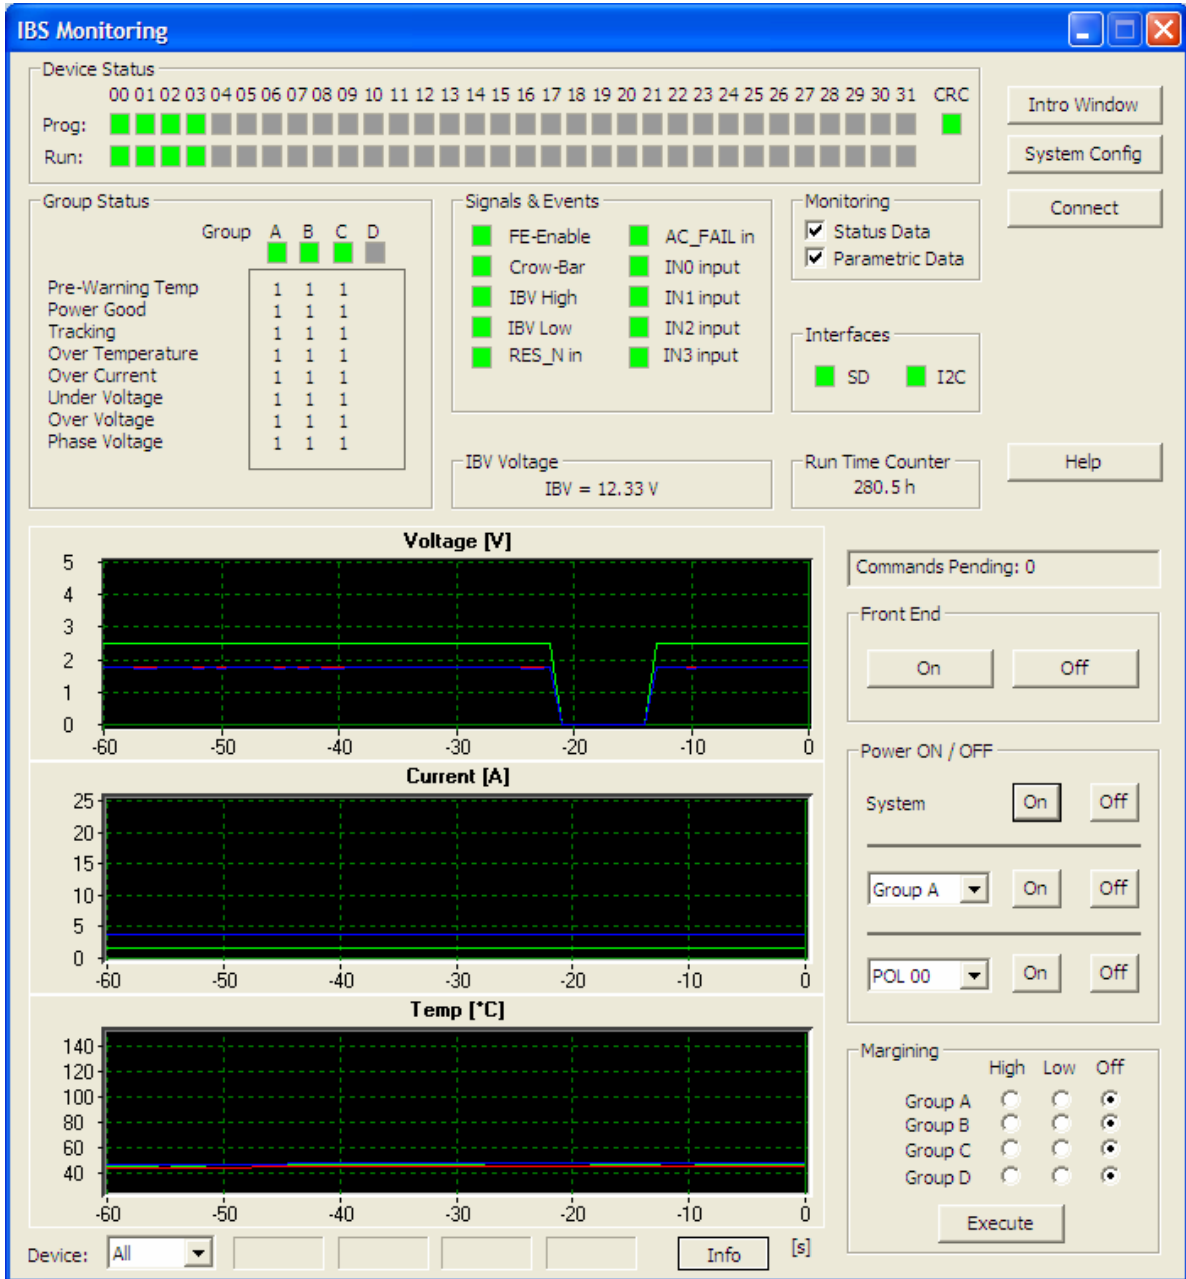 IBS Monitoring
Device Status
00 01 02 03 04 05 06 07 08 09 10 11 12 13 14 15 16 17 18 19 20 21 22 23 24 25 26 27 28 29 30 31 CRC
Prog:
Run:
Intro Window
System Config
Connect
Group Status
Group A B C D
Pre-Warning Temp 1 1 1
Power Good 1 1 1
Tracking 1 1 1
Over Temperature 1 1 1
Over Current 1 1 1
Under Voltage 1 1 1
Over Voltage 1 1 1
Phase Voltage 1 1 1
Signals & Events
FE-Enable AC_FAIL in
Crow-Bar IN0 input
IBV High IN1 input
IBV Low IN2 input
RES_N in IN3 input
Monitoring
Status Data
Parametric Data
Interfaces
SD I2C
IBV Voltage
IBV = 12.33 V
Run Time Counter
280.5 h
Help
Voltage [V]
5
4
3
2
1
0
-60 -50 -40 -30 -20 -10 0
Current [A]
25
20
15
10
5
0
-60 -50 -40 -30 -20 -10 0
Temp [°C]
140
120
100
80
60
40
-60 -50 -40 -30 -20 -10 0
Device: All Info [s]
Commands Pending: 0
Front End
On Off
Power ON / OFF
System On Off
Group A On Off
POL 00 On Off
Margining
High Low Off
Group A
Group B
Group C
Group D
Execute